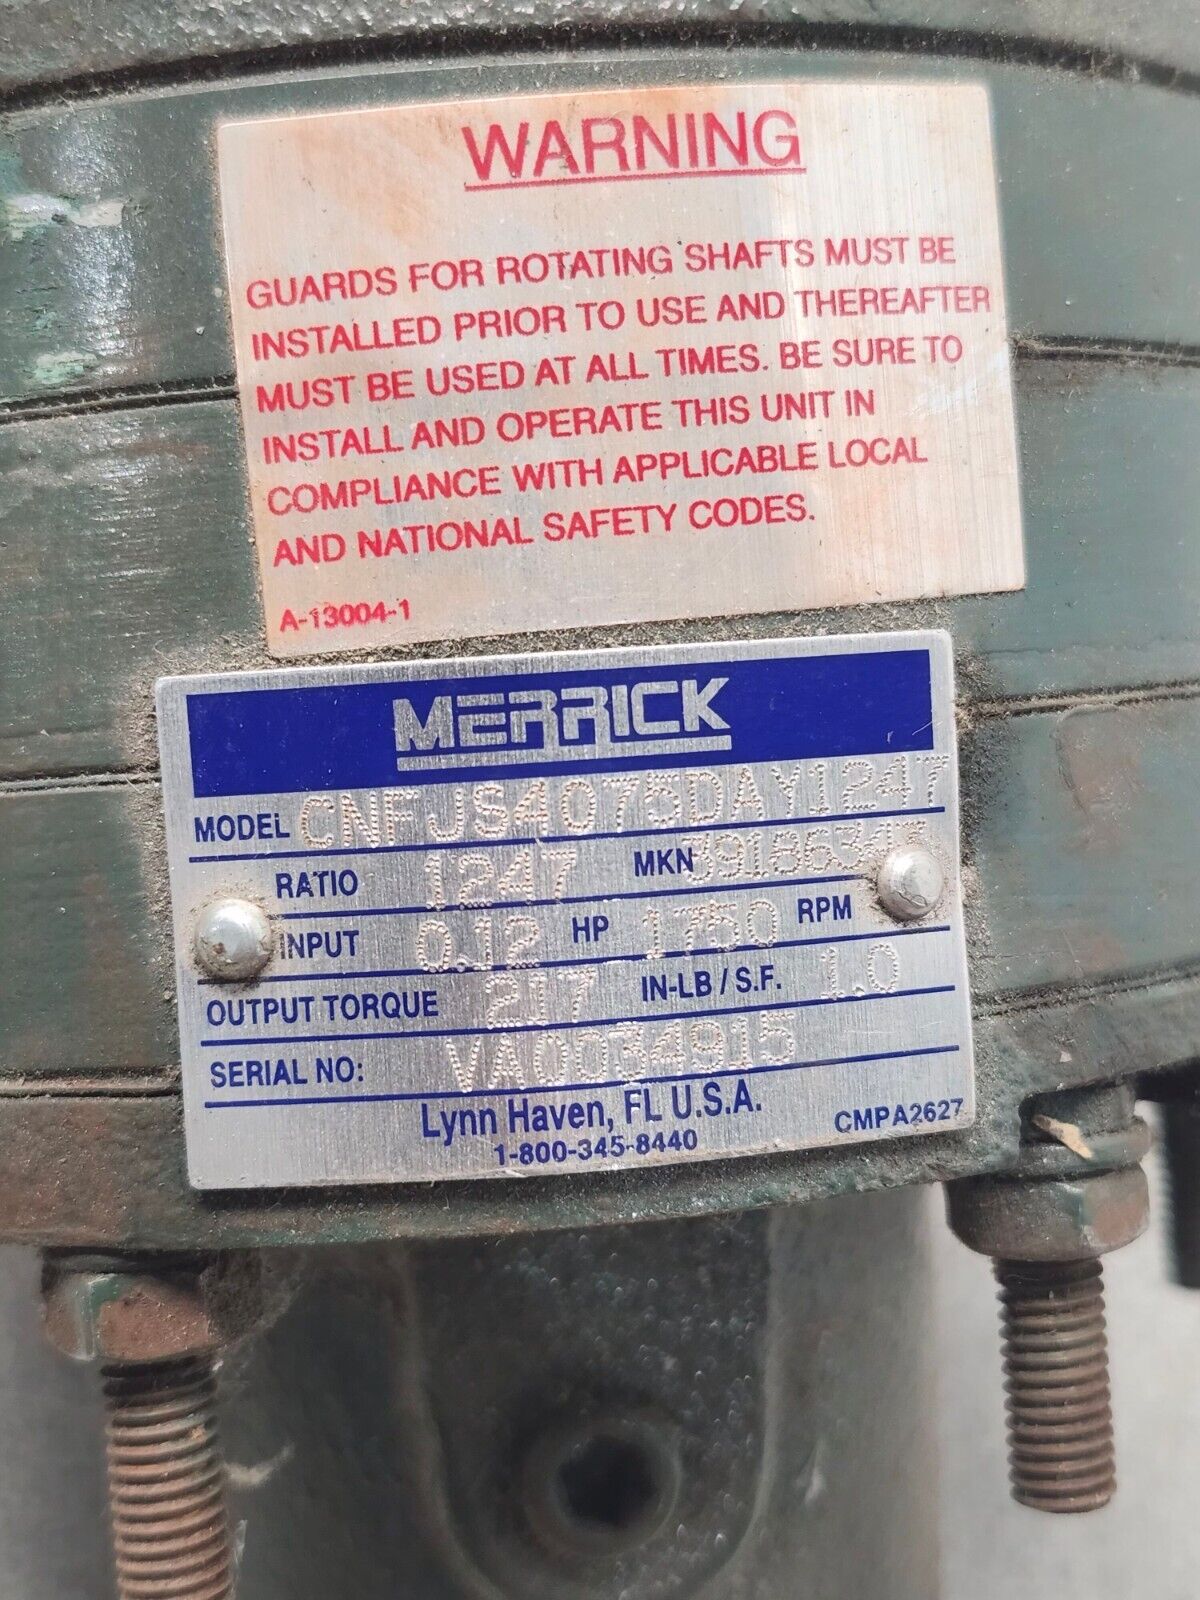 WARNING
GUARDS FOR ROTATING SHAFTS MUST BE
INSTALLED PRIOR TO USE AND THEREAFTER
MUST BE USED AT ALL TIMES. BE SURE TO
INSTALL AND OPERATE THIS UNIT IN
COMPLIANCE WITH APPLICABLE LOCAL
AND NATIONAL SAFETY CODES.
A-13004-1
MERRICK
MODEL CNFJS4075DAY1247
RATIO 1247 MKN
INPUT 0.12 HP 1750 RPM
OUTPUT TORQUE 217 IN-LB / S.F. 1.0
SERIAL NO: VA0034915
Lynn Haven, FL U.S.A.
1-800-345-8440 CMPA2627